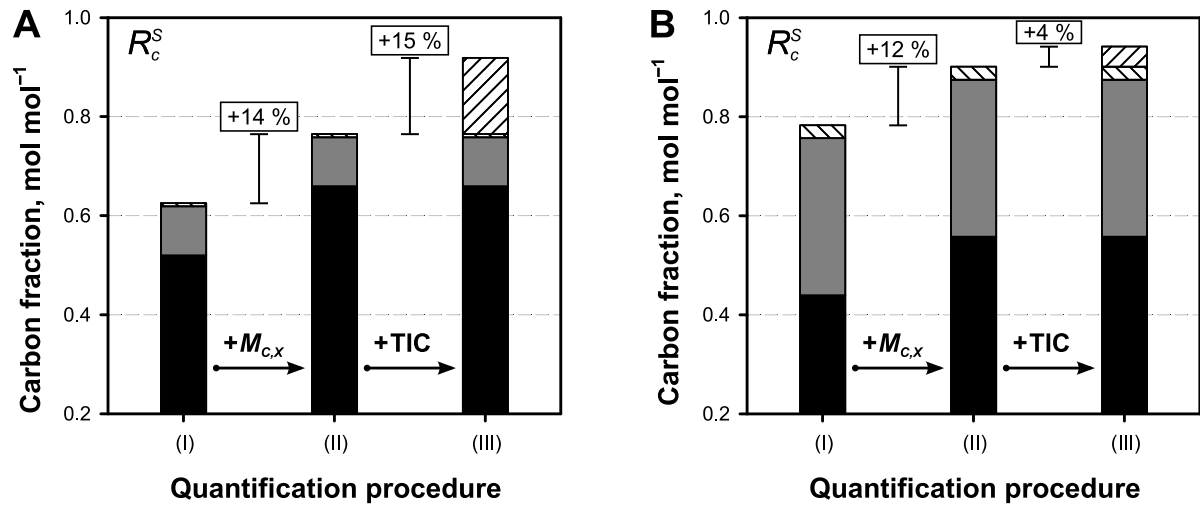 A
R_c^S
+14 %
+15 %
1.0
0.8
0.6
0.4
0.2
Carbon fraction, mol mol⁻¹
+M_{c,x}
+TIC
(I)
(II)
(III)
Quantification procedure
B
R_c^S
+12 %
+4 %
1.0
0.8
0.6
0.4
0.2
Carbon fraction, mol mol⁻¹
+M_{c,x}
+TIC
(I)
(II)
(III)
Quantification procedure